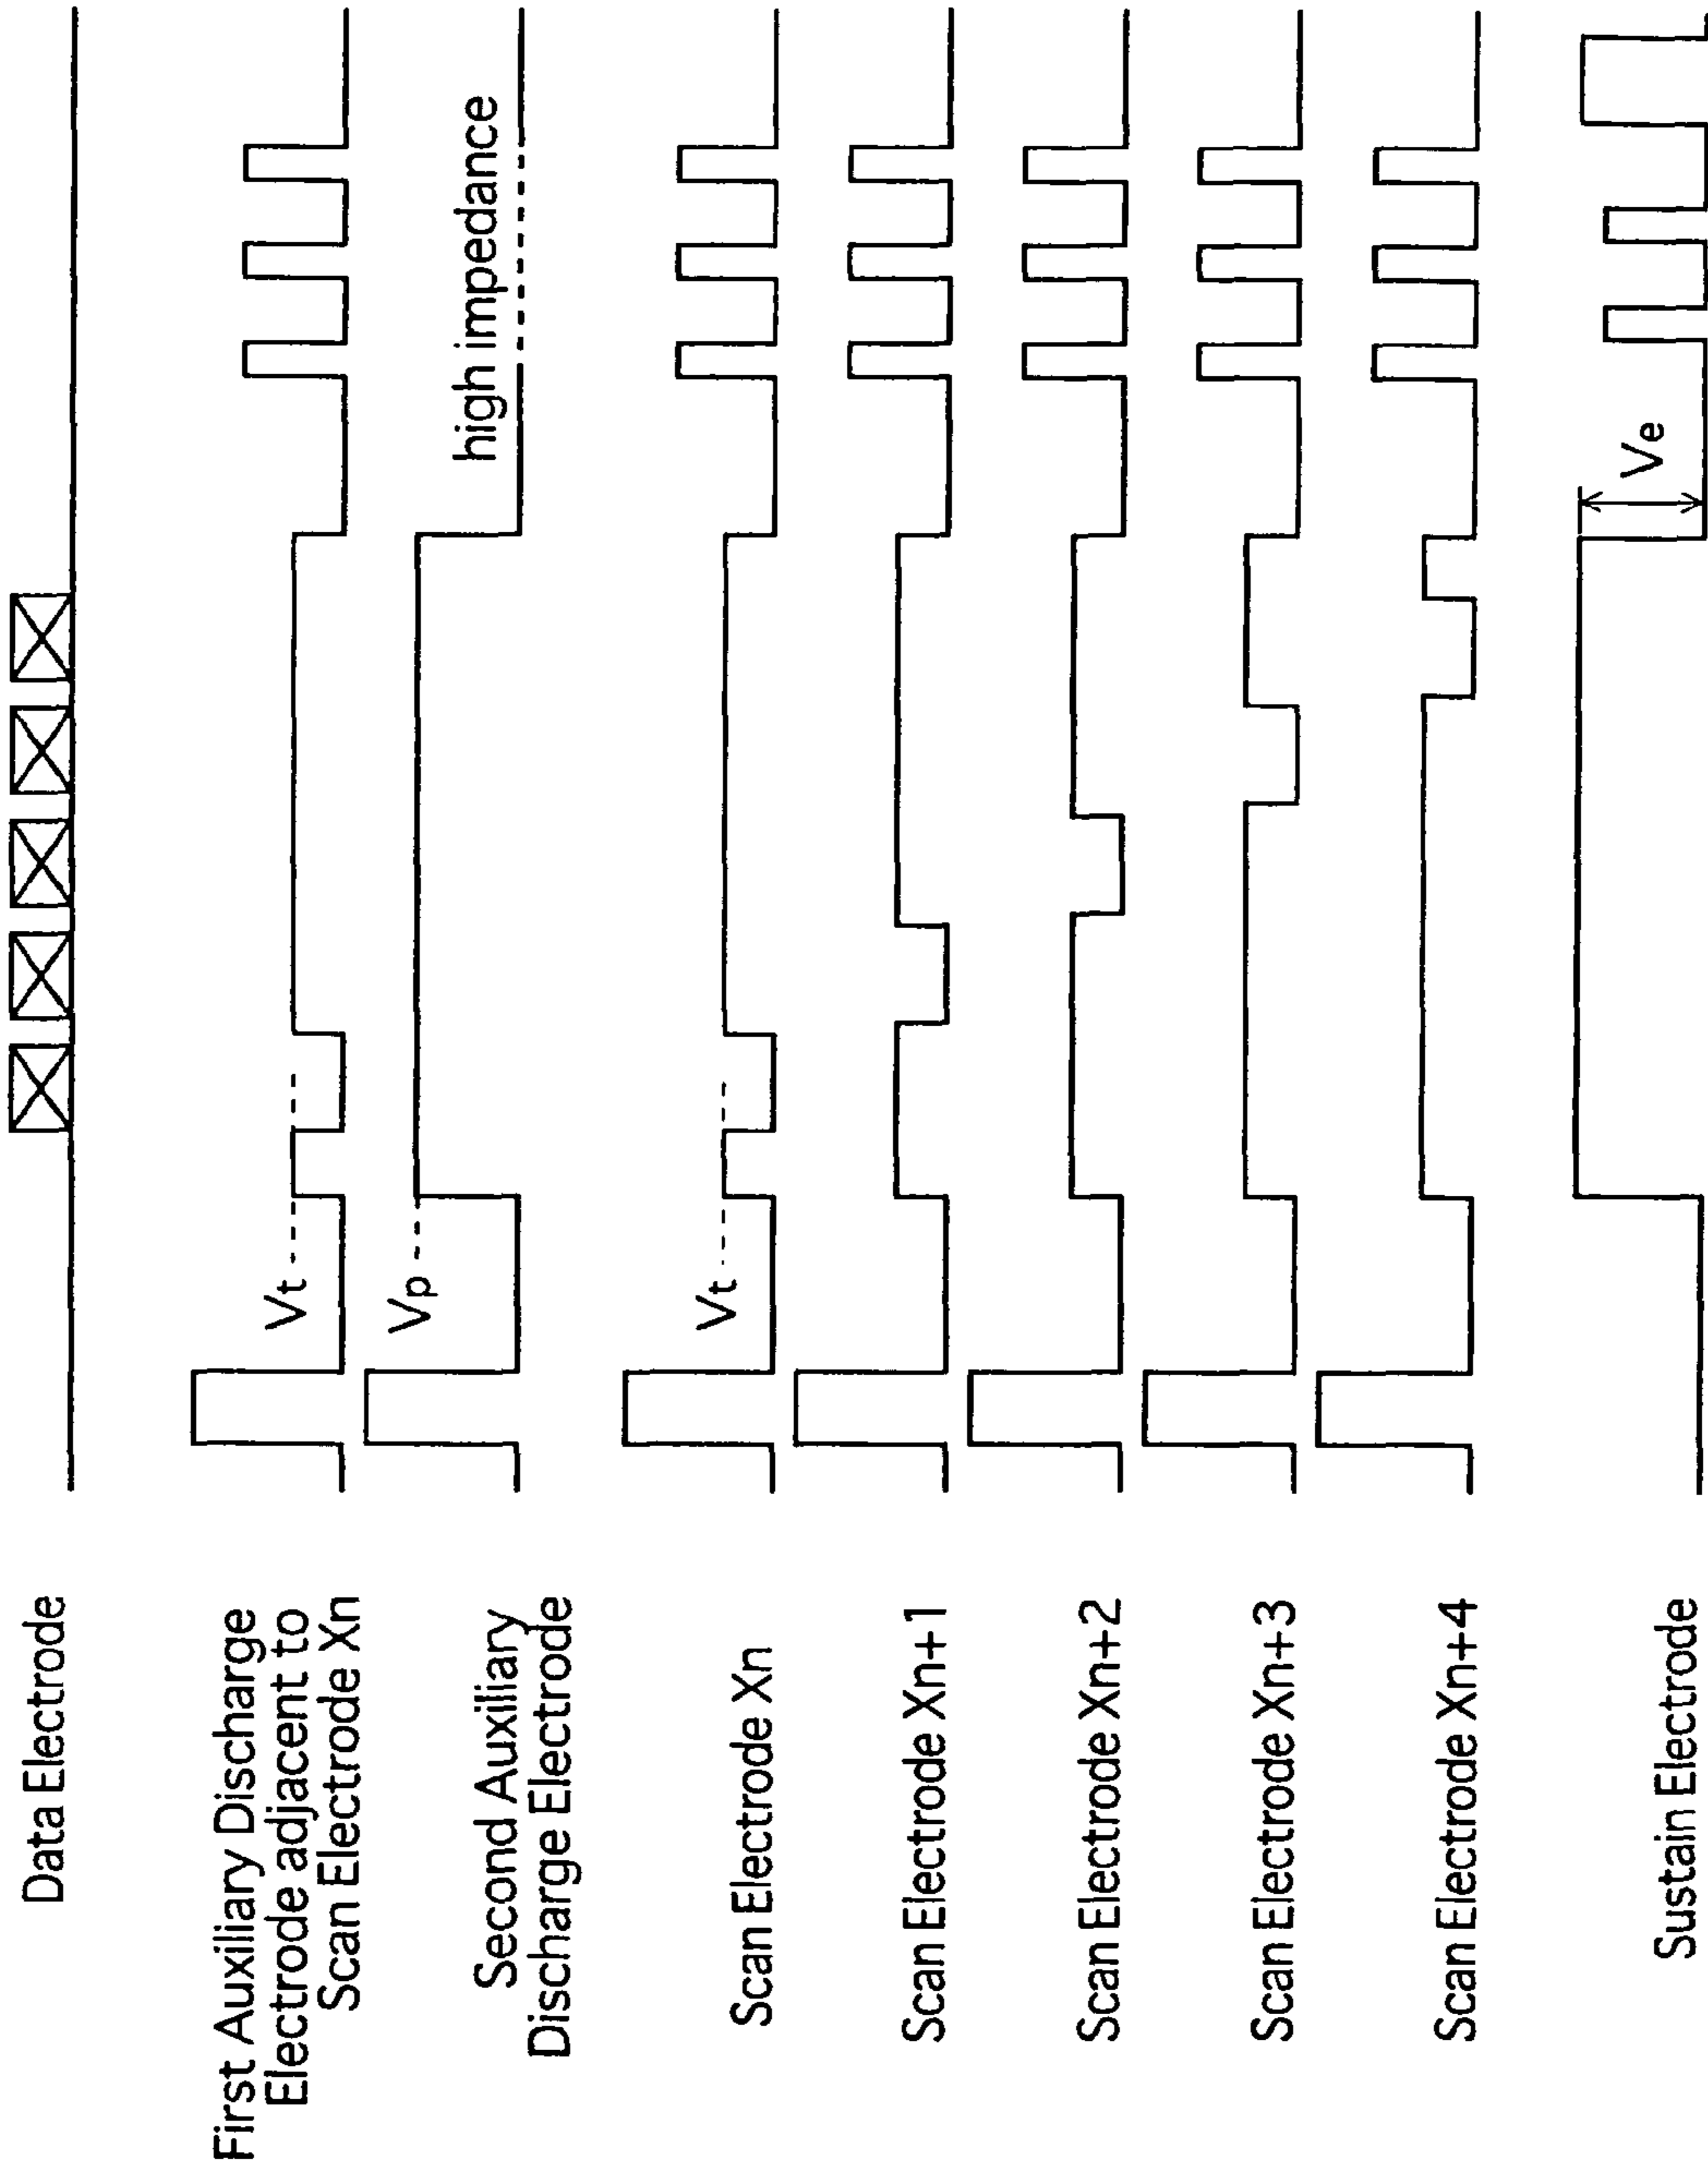 Data Electrode
First Auxiliary Discharge
Electrode adjacent to
Scan Electrode Xn
Vt
Second Auxiliary
Discharge Electrode
Vp
high impedance
Scan Electrode Xn
Vt
Scan Electrode Xn+1
Scan Electrode Xn+2
Scan Electrode Xn+3
Scan Electrode Xn+4
Sustain Electrode
Ve